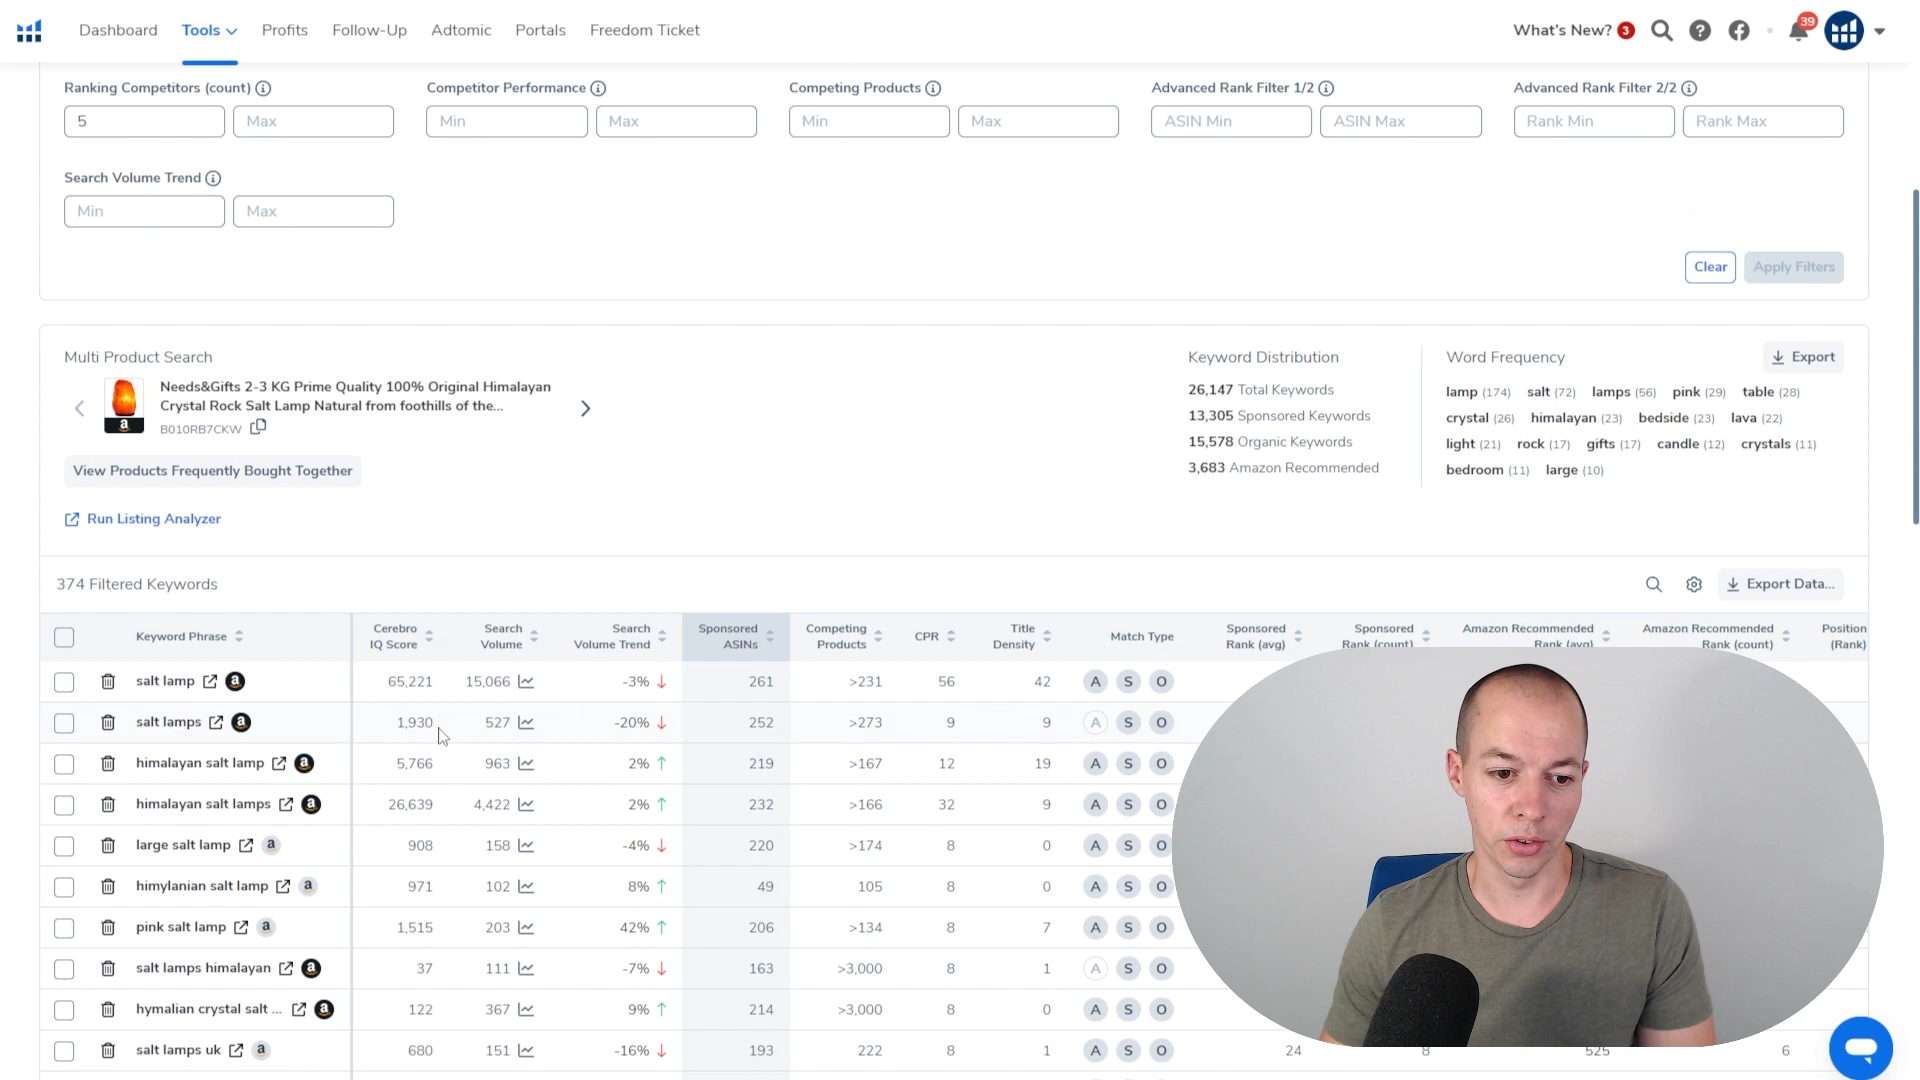 Dashboard Tools Profits Follow-Up Adtomic Portals Freedom Ticket What's New? 3 ? 39
Ranking Competitors (count) Competitor Performance Competing Products Advanced Rank Filter 1/2 Advanced Rank Filter 2/2
5 Max Min Max Min Max ASIN Min ASIN Max Rank Min Rank Max
Search Volume Trend
Min Max
Clear Apply Filters
Multi Product Search
Needs&Gifts 2-3 KG Prime Quality 100% Original Himalayan
Crystal Rock Salt Lamp Natural from foothills of the...
B010RB7CKW
View Products Frequently Bought Together
Run Listing Analyzer
Keyword Distribution
26,147 Total Keywords
13,305 Sponsored Keywords
15,578 Organic Keywords
3,683 Amazon Recommended
Word Frequency Export
lamp (174) salt (72) lamps (56) pink (29) table (28)
crystal (26) himalayan (23) bedside (23) lava (22)
light (21) rock (17) gifts (17) candle (12) crystals (11)
bedroom (11) large (10)
374 Filtered Keywords Export Data...
Keyword Phrase Cerebro IQ Score Search Volume Search Volume Trend Sponsored ASINs Competing Products CPR Title Density Match Type Sponsored Rank (avg) Sponsored Rank (count) Amazon Recommended Rank (avg) Amazon Recommended Rank (count) Position (Rank)
salt lamp a 65,221 15,066 -3% 261 >231 56 42 A S O
salt lamps a 1,930 527 -20% 252 >273 9 9 A S O
himalayan salt lamp a 5,766 963 2% 219 >167 12 19 A S O
himalayan salt lamps a 26,639 4,422 2% 232 >166 32 9 A S O
large salt lamp a 908 158 -4% 220 >174 8 0 A S O
himylanian salt lamp a 971 102 8% 49 105 8 0 A S O
pink salt lamp a 1,515 203 42% 206 >134 8 7 A S O
salt lamps himalayan a 37 111 -7% 163 >3,000 8 1 A S O
hymalian crystal salt ... a 122 367 9% 214 >3,000 8 0 A S O
salt lamps uk a 680 151 -16% 193 222 8 1 A S O 24 8 525 6